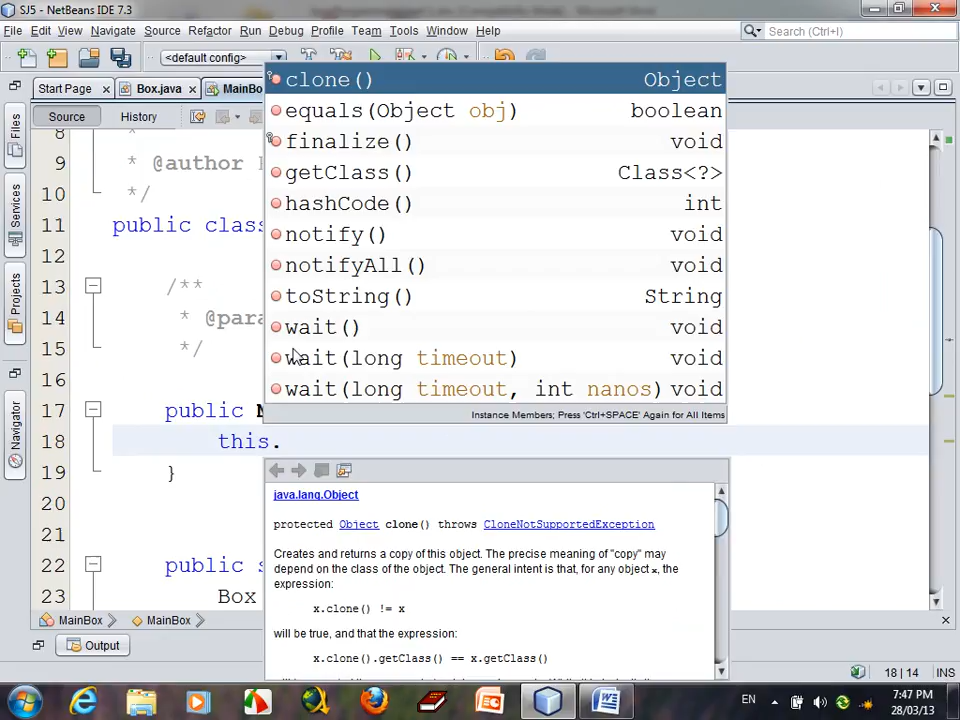 SJ5 - NetBeans IDE 7.3
File Edit View Navigate Source Refactor Run Debug Profile Team Tools Window Help
Search (Ctrl+I)
<default config>
Start Page Box.java MainBo
Source History
Files
Services
Projects
Navigator
8
9 * @author
10 */
11 public clas
12
13 /**
14 * @para
15 */
16
17 public
18 this.
19 }
20
21
22 public s
23 Box
clone() Object
equals(Object obj) boolean
finalize() void
getClass() Class<?>
hashCode() int
notify() void
notifyAll() void
toString() String
wait() void
wait(long timeout) void
wait(long timeout, int nanos) void
Instance Members; Press 'Ctrl+SPACE' Again for All Items
java.lang.Object
protected Object clone() throws CloneNotSupportedException
Creates and returns a copy of this object. The precise meaning of "copy" may
depend on the class of the object. The general intent is that, for any object x, the
expression:
x.clone() != x
will be true, and that the expression:
x.clone().getClass() == x.getClass()
MainBox MainBox
Output
18 | 14 INS
EN
7:47 PM
28/03/13